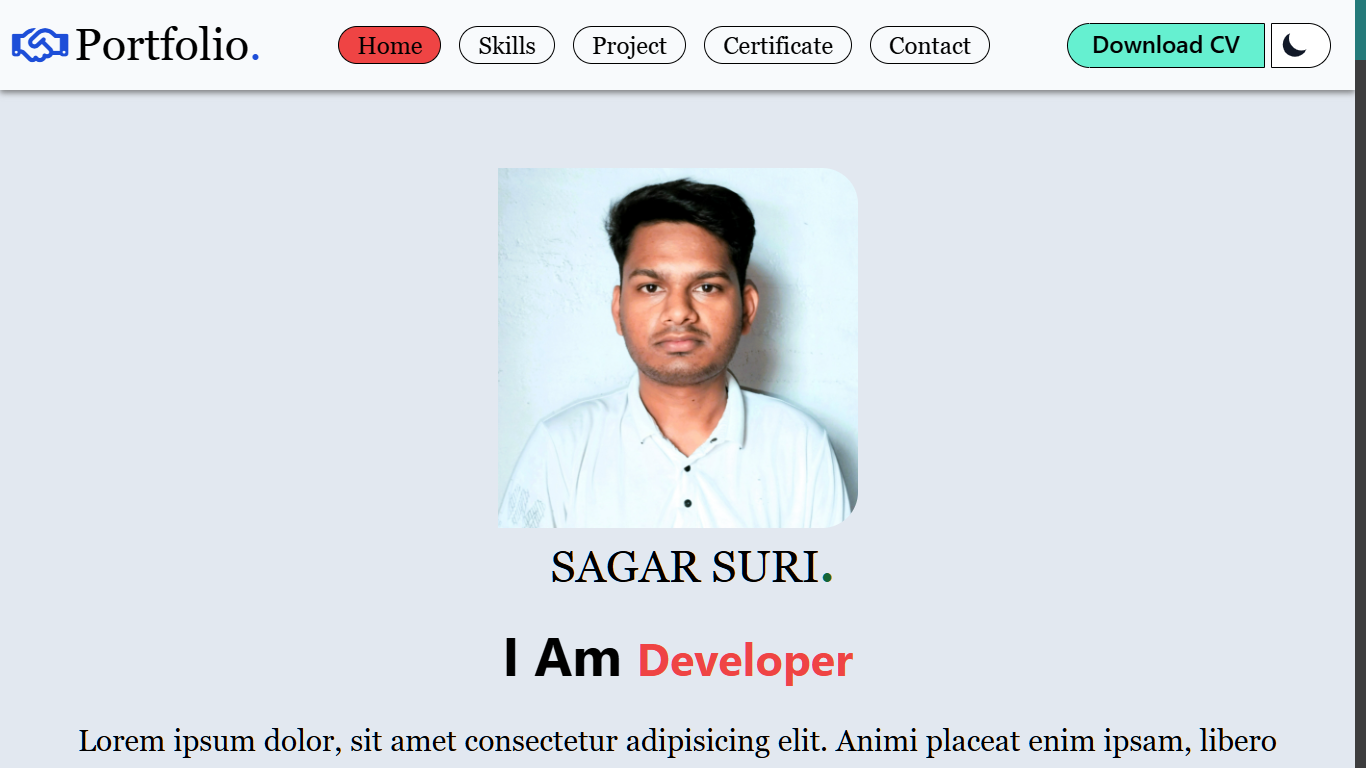 Portfolio.
Home
Skills
Project
Certificate
Contact
Download CV
SAGAR SURI.
I Am Developer
Lorem ipsum dolor, sit amet consectetur adipisicing elit. Animi placeat enim ipsam, libero